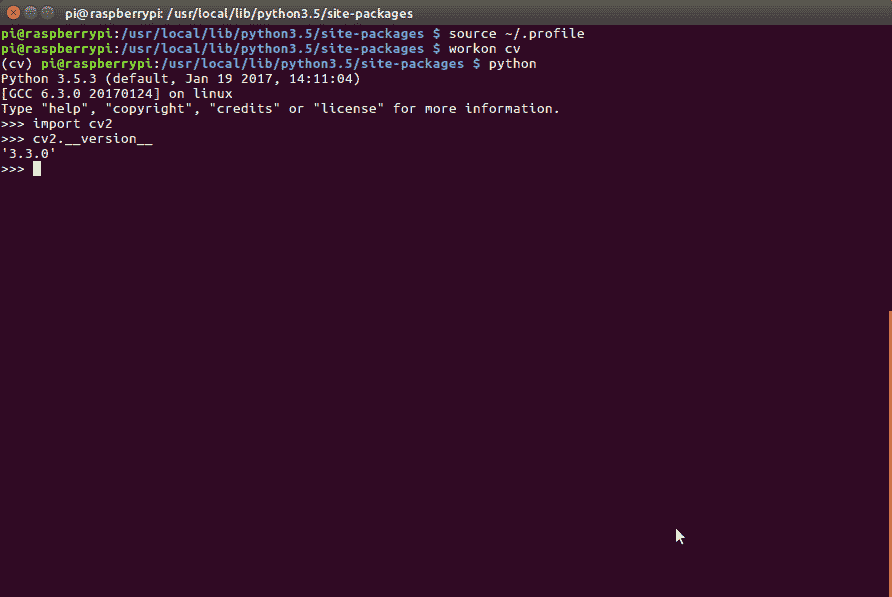 pi@raspberrypi: /usr/local/lib/python3.5/site-packages
pi@raspberrypi:/usr/local/lib/python3.5/site-packages $ source ~/.profile
pi@raspberrypi:/usr/local/lib/python3.5/site-packages $ workon cv
(cv) pi@raspberrypi:/usr/local/lib/python3.5/site-packages $ python
Python 3.5.3 (default, Jan 19 2017, 14:11:04)
[GCC 6.3.0 20170124] on linux
Type "help", "copyright", "credits" or "license" for more information.
>>> import cv2
>>> cv2.__version__
'3.3.0'
>>>